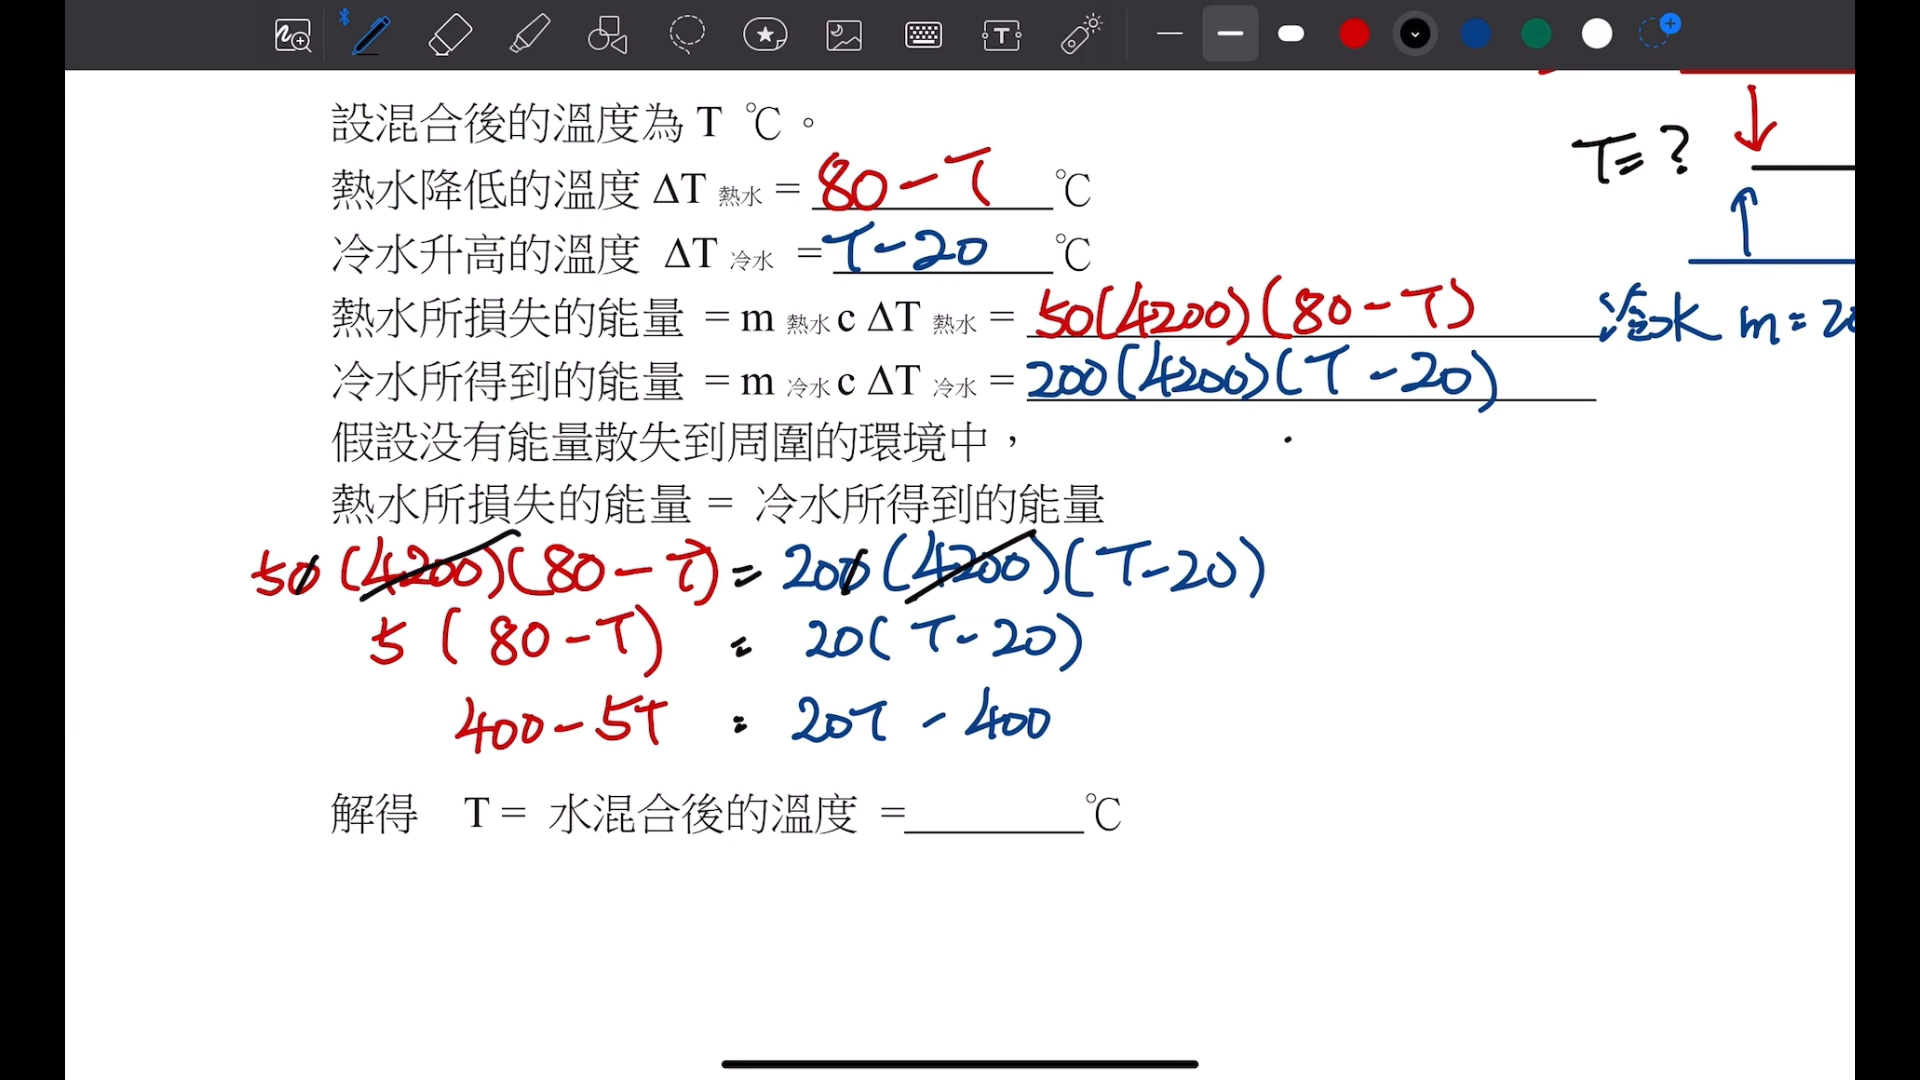 設混合後的溫度為 T ℃。
熱水降低的溫度 ΔT 熱水 = 80-T ℃
冷水升高的溫度 ΔT 冷水 = T-20 ℃
T=?
熱水所損失的能量 = m 熱水 c ΔT 熱水 = 50(4200)(80-T)
冷水 m=
冷水所得到的能量 = m 冷水 c ΔT 冷水 = 200(4200)(T-20)
假設没有能量散失到周圍的環境中，
熱水所損失的能量 = 冷水所得到的能量
50(4200)(80-T) = 200(4200)(T-20)
5(80-T) = 20(T-20)
400-5T = 20T-400
解得 T = 水混合後的溫度 =________℃